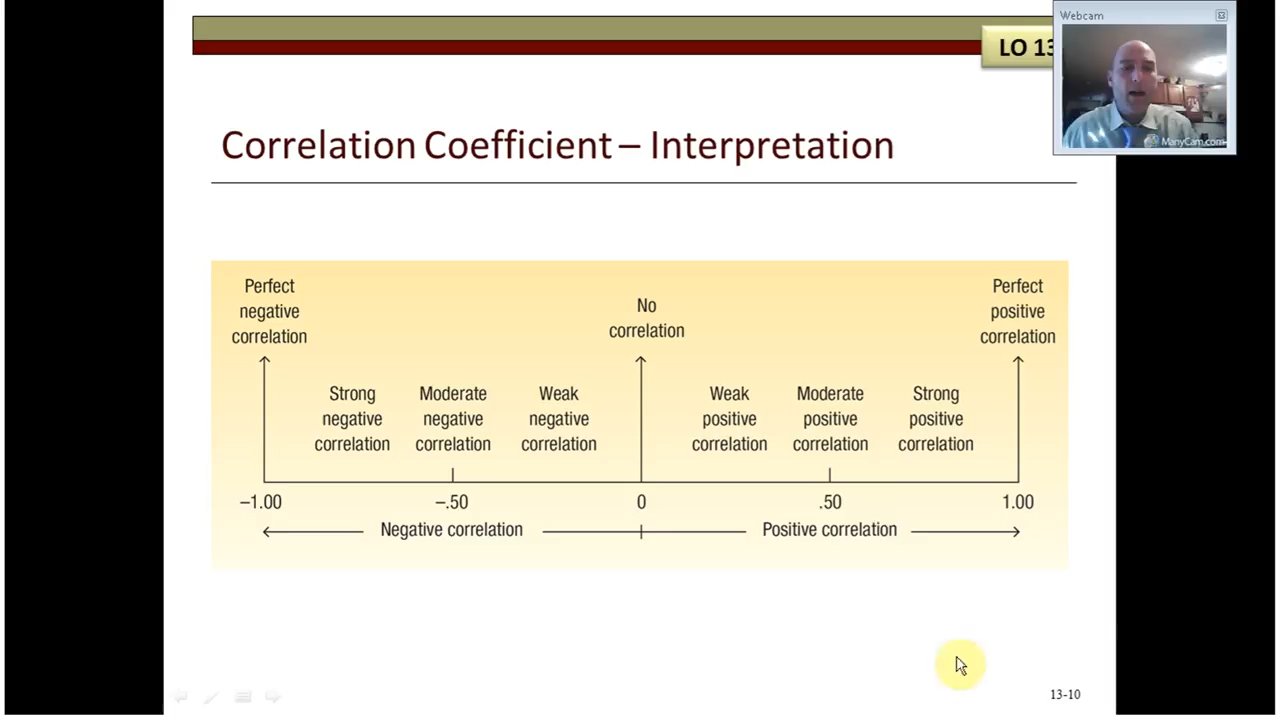 Webcam
LO 13
ManyCam.com
Correlation Coefficient – Interpretation
Perfect
negative
correlation
No
correlation
Perfect
positive
correlation
Strong
negative
correlation
Moderate
negative
correlation
Weak
negative
correlation
Weak
positive
correlation
Moderate
positive
correlation
Strong
positive
correlation
–1.00
–.50
0
.50
1.00
Negative correlation
Positive correlation
13-10